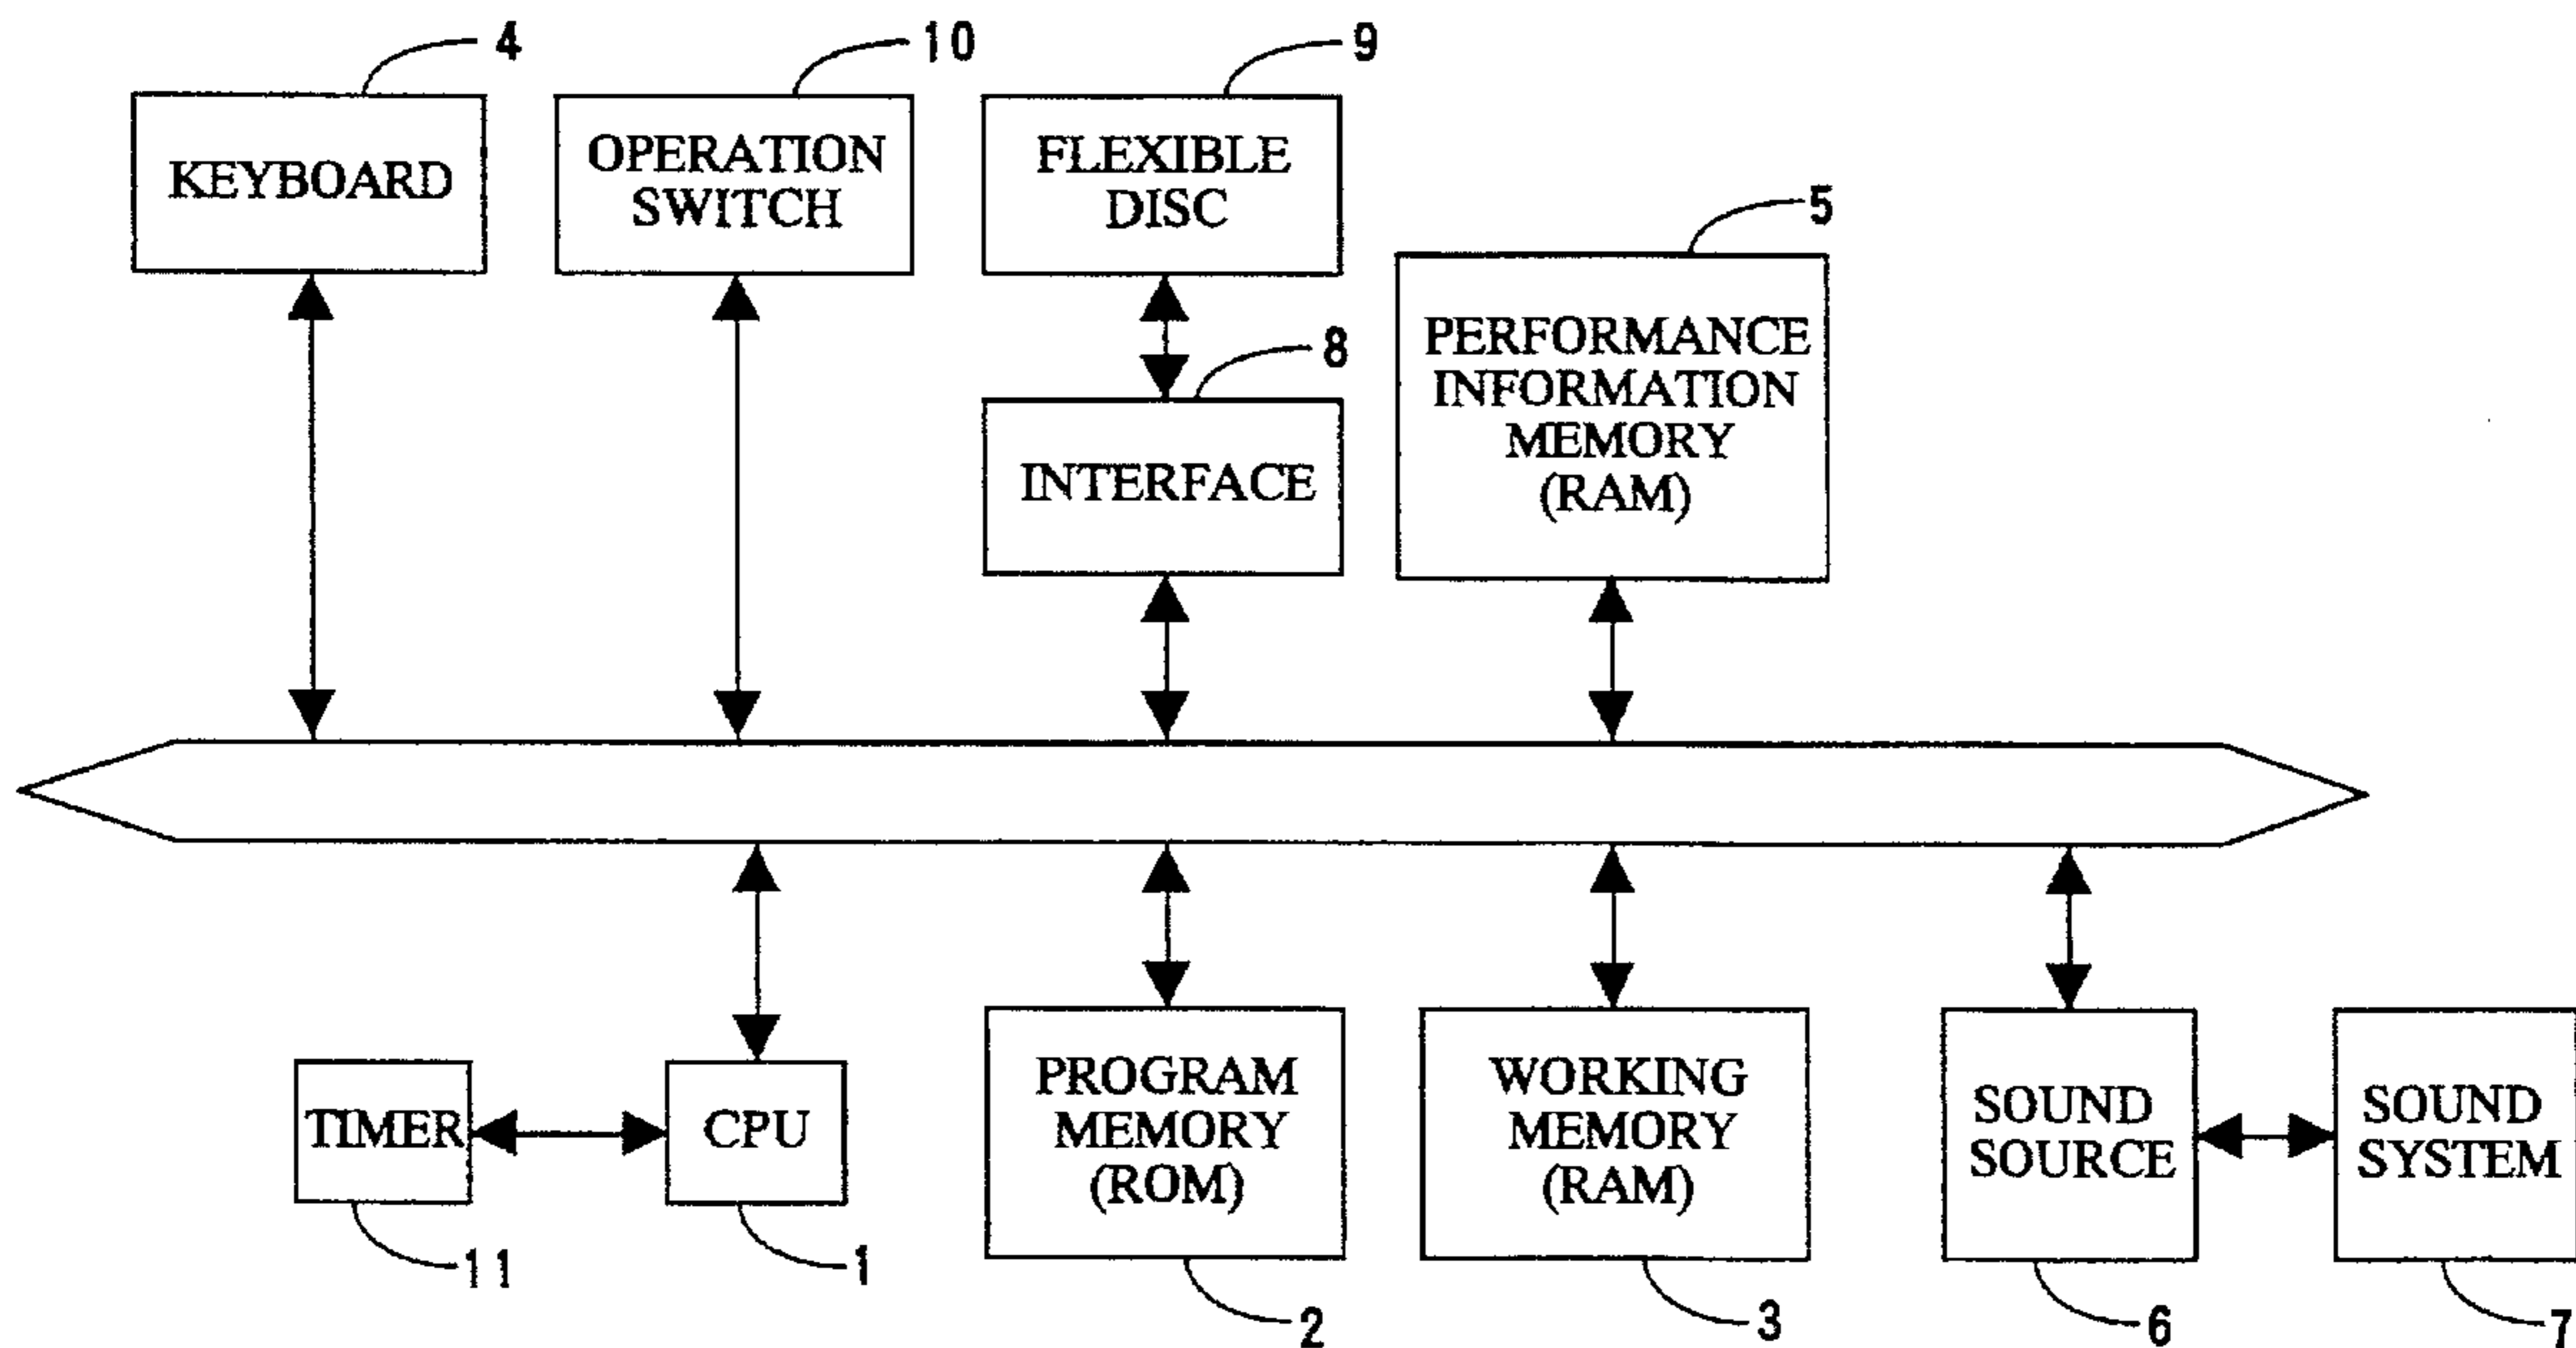 4
10
9
KEYBOARD
OPERATION
SWITCH
FLEXIBLE
DISC
5
8
INTERFACE
PERFORMANCE
INFORMATION
MEMORY
(RAM)
TIMER
CPU
PROGRAM
MEMORY
(ROM)
WORKING
MEMORY
(RAM)
SOUND
SOURCE
SOUND
SYSTEM
11
1
2
3
6
7